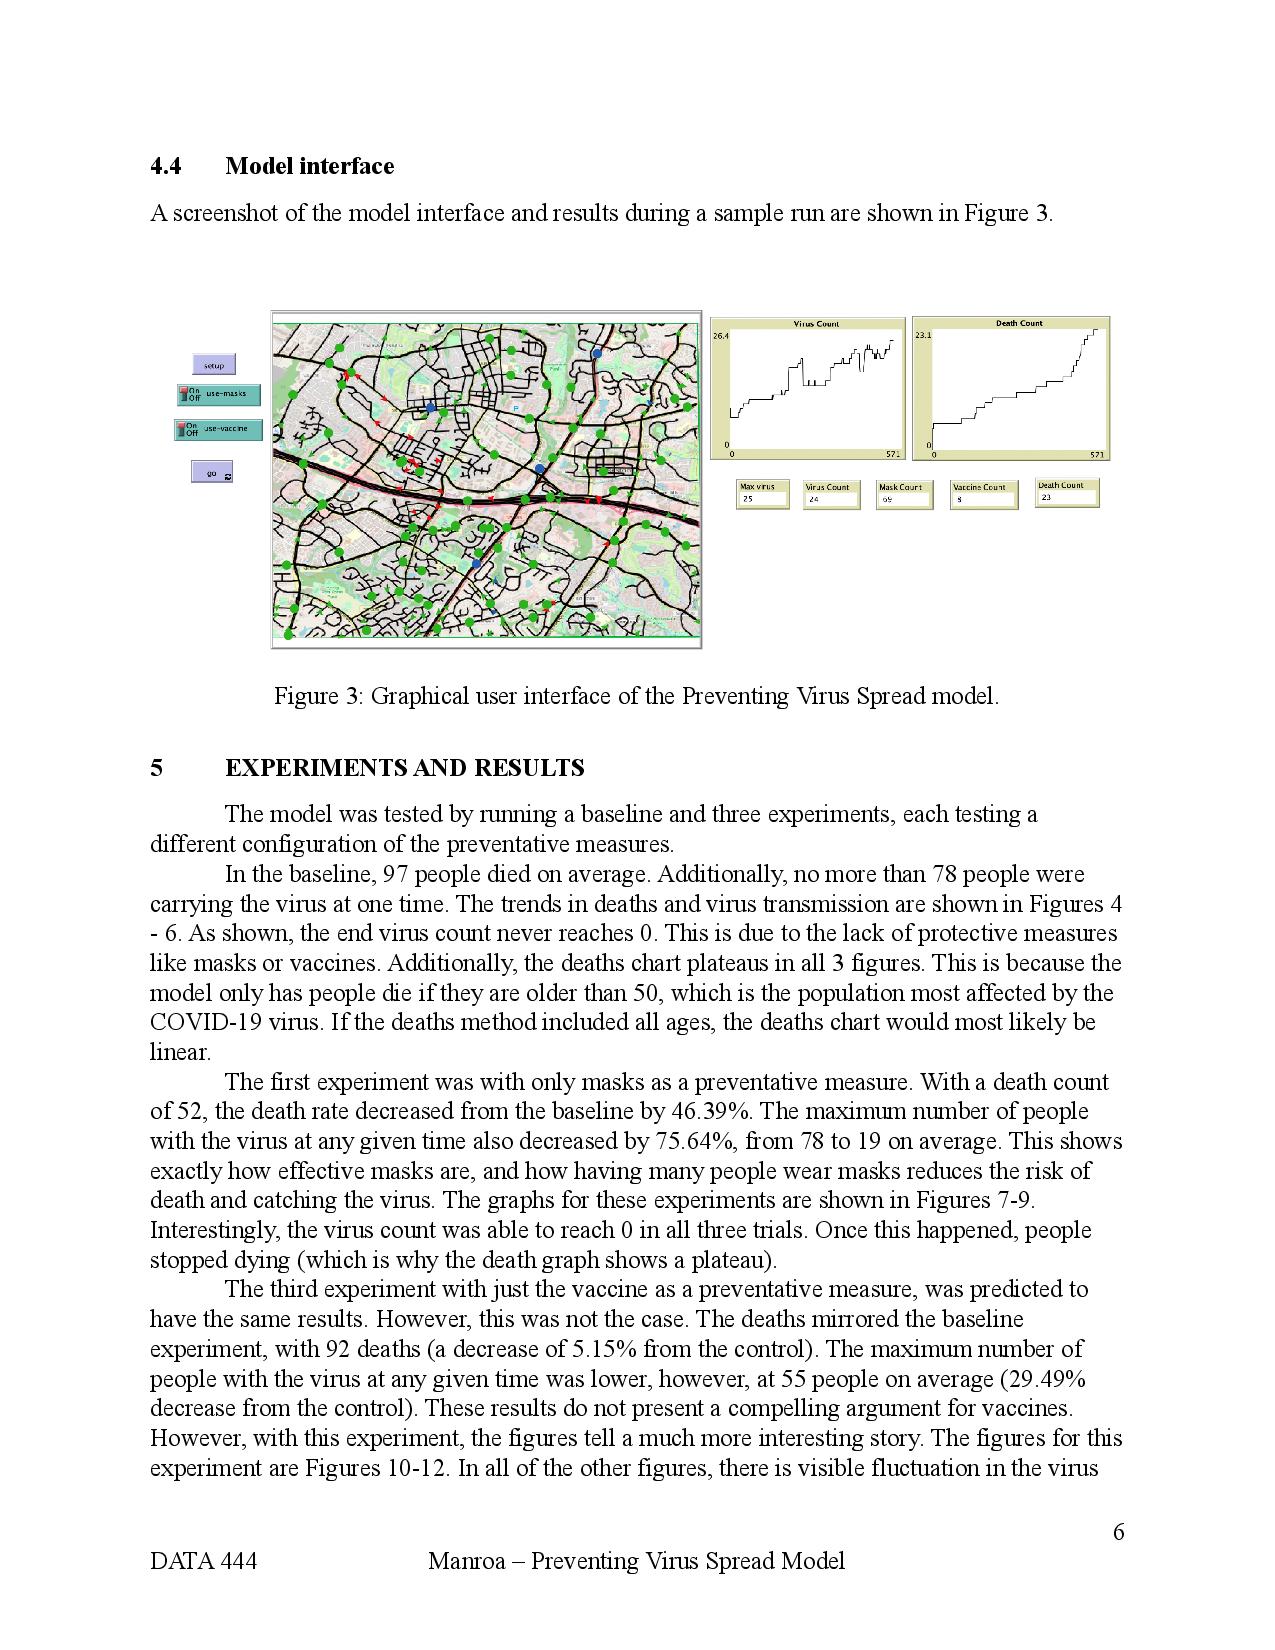 4.4 Model interface
A screenshot of the model interface and results during a sample run are shown in Figure 3.
setup
On
Off
use-masks
On
Off
use-vaccine
go
P
Virus Count
26.4
0
0
571
Death Count
23.1
0
0
571
Max virus
25
Virus Count
24
Mask Count
69
Vaccine Count
8
Death Count
23
Figure 3: Graphical user interface of the Preventing Virus Spread model.
5 EXPERIMENTS AND RESULTS
The model was tested by running a baseline and three experiments, each testing a
different configuration of the preventative measures.
In the baseline, 97 people died on average. Additionally, no more than 78 people were
carrying the virus at one time. The trends in deaths and virus transmission are shown in Figures 4
- 6. As shown, the end virus count never reaches 0. This is due to the lack of protective measures
like masks or vaccines. Additionally, the deaths chart plateaus in all 3 figures. This is because the
model only has people die if they are older than 50, which is the population most affected by the
COVID-19 virus. If the deaths method included all ages, the deaths chart would most likely be
linear.
The first experiment was with only masks as a preventative measure. With a death count
of 52, the death rate decreased from the baseline by 46.39%. The maximum number of people
with the virus at any given time also decreased by 75.64%, from 78 to 19 on average. This shows
exactly how effective masks are, and how having many people wear masks reduces the risk of
death and catching the virus. The graphs for these experiments are shown in Figures 7-9.
Interestingly, the virus count was able to reach 0 in all three trials. Once this happened, people
stopped dying (which is why the death graph shows a plateau).
The third experiment with just the vaccine as a preventative measure, was predicted to
have the same results. However, this was not the case. The deaths mirrored the baseline
experiment, with 92 deaths (a decrease of 5.15% from the control). The maximum number of
people with the virus at any given time was lower, however, at 55 people on average (29.49%
decrease from the control). These results do not present a compelling argument for vaccines.
However, with this experiment, the figures tell a much more interesting story. The figures for this
experiment are Figures 10-12. In all of the other figures, there is visible fluctuation in the virus
6
DATA 444 Manroa – Preventing Virus Spread Model